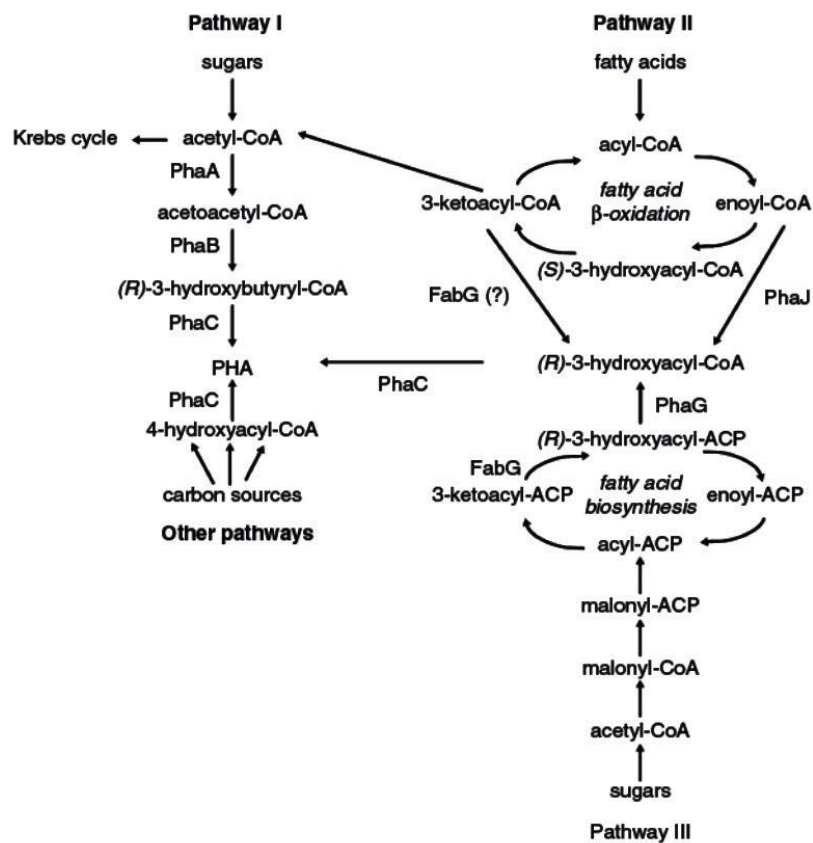 Pathway I
sugars
Krebs cycle
acetyl-CoA
PhaA
acetoacetyl-CoA
PhaB
(R)-3-hydroxybutyryl-CoA
PhaC
PHA
PhaC
4-hydroxyacyl-CoA
carbon sources
Other pathways
Pathway II
fatty acids
acyl-CoA
fatty acid
β-oxidation
3-ketoacyl-CoA
enoyl-CoA
(S)-3-hydroxyacyl-CoA
FabG (?)
PhaJ
(R)-3-hydroxyacyl-CoA
PhaC
PhaG
(R)-3-hydroxyacyl-ACP
FabG
3-ketoacyl-ACP
fatty acid
biosynthesis
enoyl-ACP
acyl-ACP
malonyl-ACP
malonyl-CoA
acetyl-CoA
sugars
Pathway III